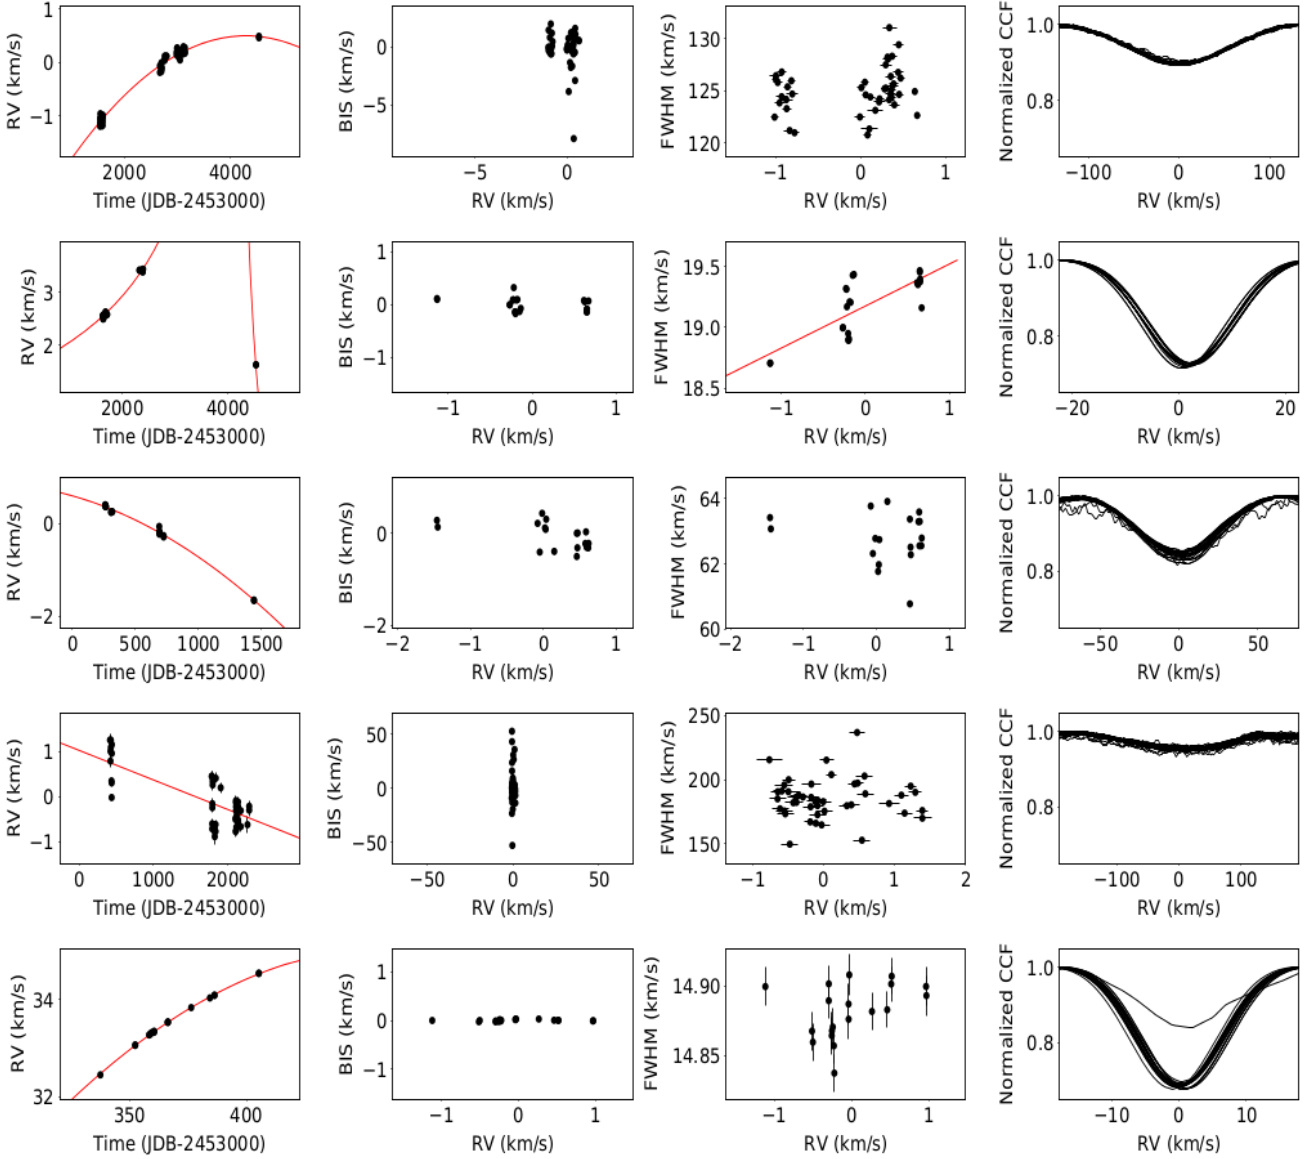 RV (km/s)
1
0
−1
2000
4000
Time (JDB-2453000)
BIS (km/s)
0
−5
−5
0
RV (km/s)
FWHM (km/s)
130
125
120
−1
0
1
RV (km/s)
Normalized CCF
1.0
0.8
−100
0
100
RV (km/s)
RV (km/s)
3
2
2000
4000
Time (JDB-2453000)
BIS (km/s)
1
0
−1
−1
0
1
RV (km/s)
FWHM (km/s)
19.5
19.0
18.5
−1
0
1
RV (km/s)
Normalized CCF
1.0
0.8
−20
0
20
RV (km/s)
RV (km/s)
0
−2
0
500
1000
1500
Time (JDB-2453000)
BIS (km/s)
0
−2
−2
−1
0
1
RV (km/s)
FWHM (km/s)
64
62
60
−2
−1
0
1
RV (km/s)
Normalized CCF
1.0
0.8
−50
0
50
RV (km/s)
RV (km/s)
1
0
−1
0
1000
2000
Time (JDB-2453000)
BIS (km/s)
50
0
−50
−50
0
50
RV (km/s)
FWHM (km/s)
250
200
150
−1
0
1
2
RV (km/s)
Normalized CCF
1.0
0.8
−100
0
100
RV (km/s)
RV (km/s)
34
32
350
400
Time (JDB-2453000)
BIS (km/s)
1
0
−1
−1
0
1
RV (km/s)
FWHM (km/s)
14.90
14.85
−1
0
1
RV (km/s)
Normalized CCF
1.0
0.8
−10
0
10
RV (km/s)